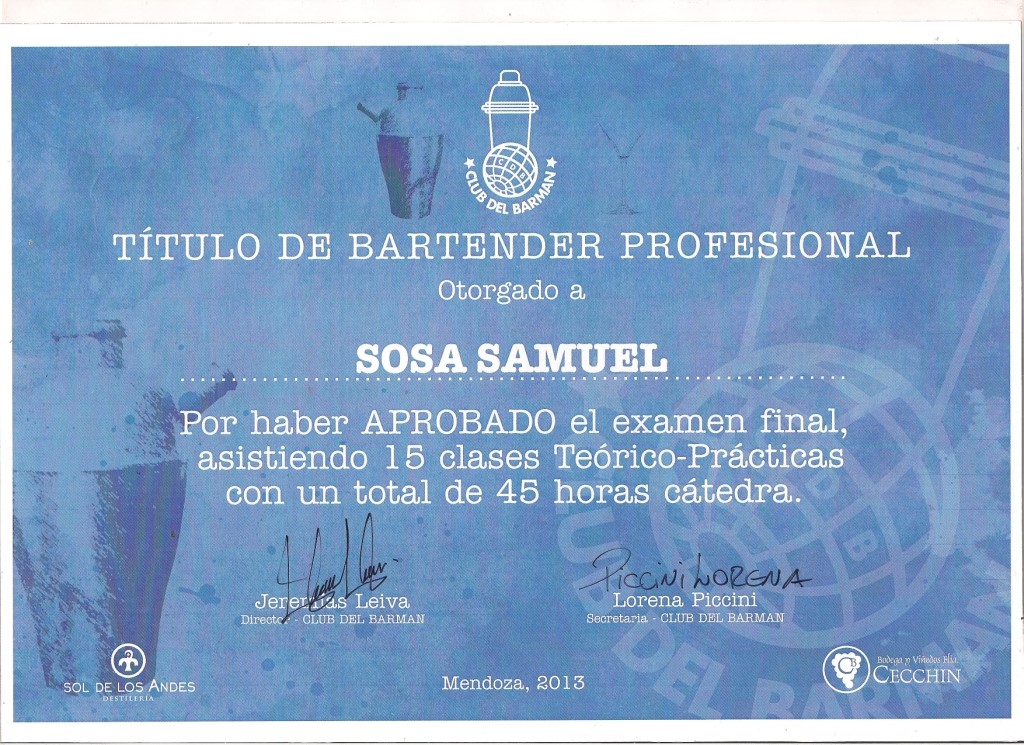 CDB
CLUB DEL BARMAN
TÍTULO DE BARTENDER PROFESIONAL
Otorgado a
SOSA SAMUEL
Por haber APROBADO el examen final,
asistiendo 15 clases Teórico-Prácticas
con un total de 45 horas cátedra.
Piccini Lorena
Jeremías Leiva
Director - CLUB DEL BARMAN
Lorena Piccini
Secretaria - CLUB DEL BARMAN
SOL DE LOS ANDES
DESTILERÍA
Mendoza, 2013
Bodega y Viñedos Flia.
CECCHIN
DB
UB
DEL BARMAN